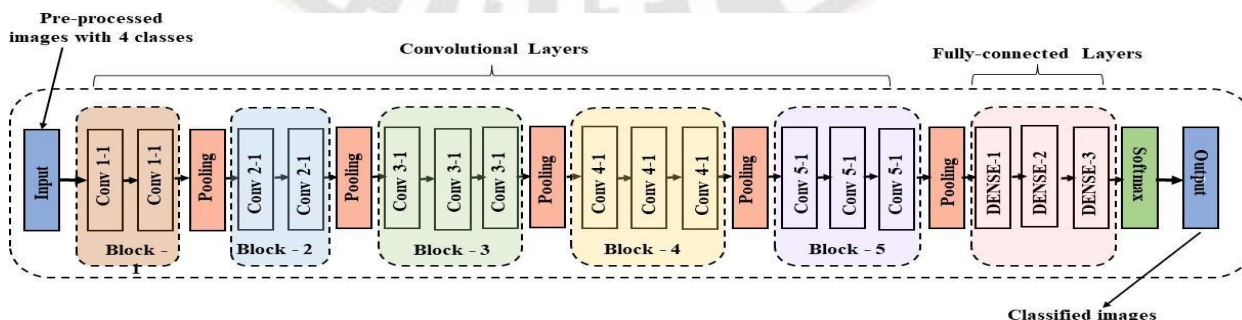 Pre-processed
images with 4 classes
Convolutional Layers
Fully-connected Layers
Input
Conv 1-1
Conv 1-1
Pooling
Conv 2-1
Conv 2-1
Pooling
Conv 3-1
Conv 3-1
Conv 3-1
Pooling
Conv 4-1
Conv 4-1
Conv 4-1
Pooling
Conv 5-1
Conv 5-1
Conv 5-1
Pooling
DENSE-1
DENSE-2
DENSE-3
Softmax
Output
Block -
1
Block - 2
Block - 3
Block - 4
Block - 5
Classified images